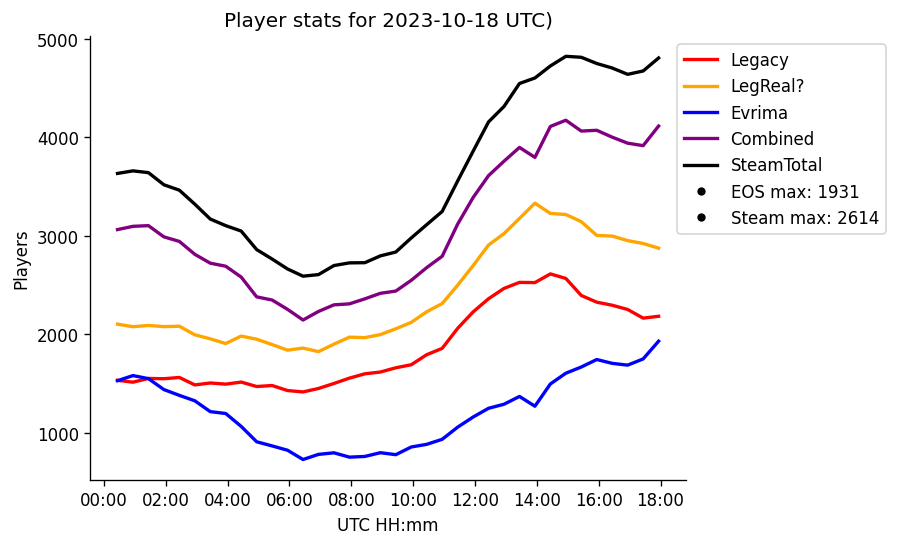 Player stats for 2023-10-18 UTC)
5000
4000
3000
2000
1000
Players
00:00 02:00 04:00 06:00 08:00 10:00 12:00 14:00 16:00 18:00
UTC HH:mm
Legacy
LegReal?
Evrima
Combined
SteamTotal
EOS max: 1931
Steam max: 2614